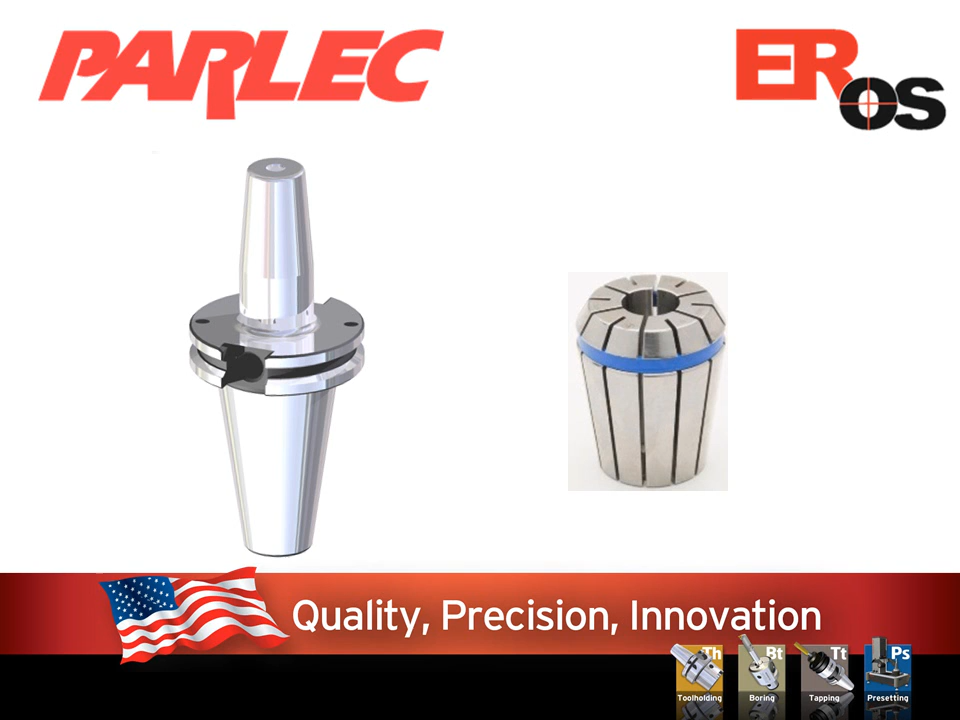 PARLEC
ER
OS
Quality, Precision, Innovation
Th
Bt
Tt
Ps
Toolholding
Boring
Tapping
Presetting